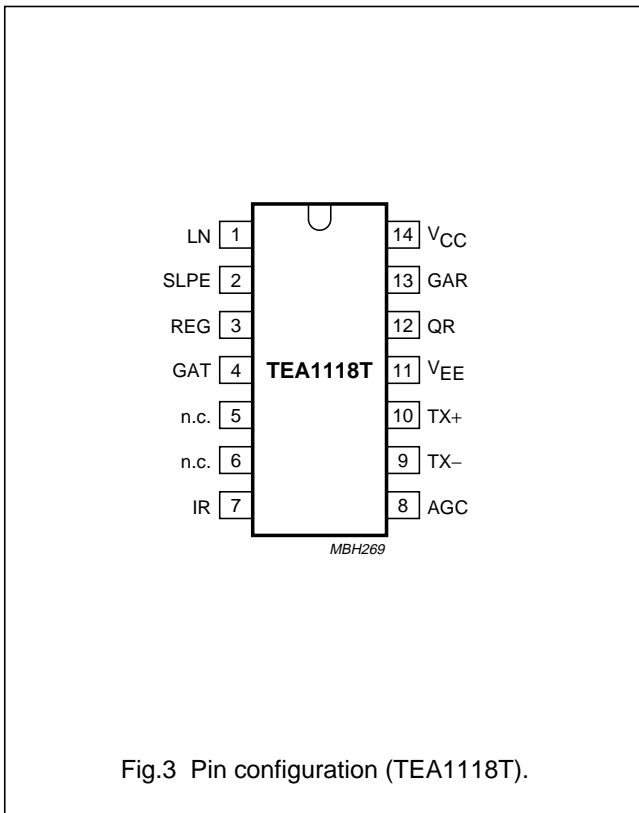 LN 1 14 VCC
SLPE 2 13 GAR
REG 3 12 QR
GAT 4 TEA1118T 11 VEE
n.c. 5 10 TX+
n.c. 6 9 TX−
IR 7 8 AGC
MBH269
Fig.3 Pin configuration (TEA1118T).